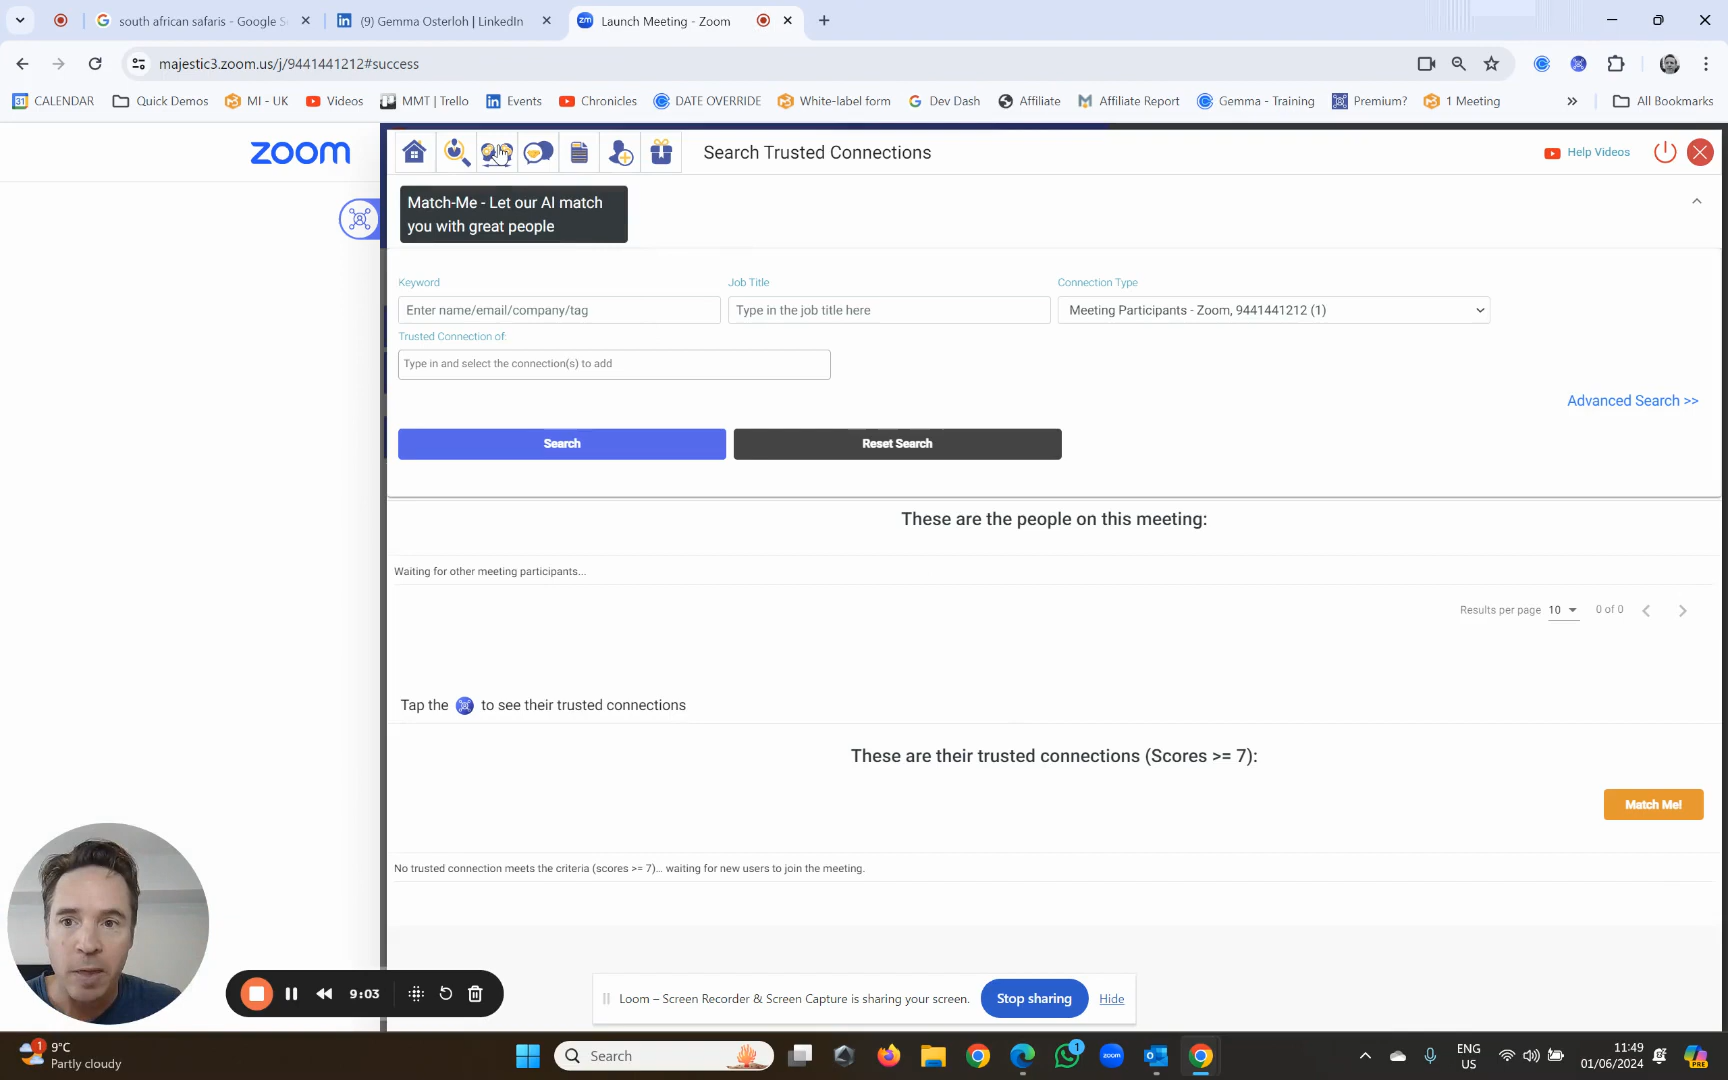 south african safaris - Google S
(9) Gemma Osterloh | LinkedIn
zm
Launch Meeting - Zoom
majestic3.zoom.us/j/9441441212#success
31 CALENDAR
Quick Demos
MI - UK
Videos
MMT | Trello
Events
Chronicles
DATE OVERRIDE
White-label form
Dev Dash
Affiliate
Affiliate Report
Gemma - Training
Premium?
1 Meeting
»
All Bookmarks
zoom
Search Trusted Connections
Help Videos
Match-Me - Let our AI match
you with great people
Keyword
Job Title
Connection Type
Enter name/email/company/tag
Type in the job title here
Meeting Participants - Zoom, 9441441212 (1)
Trusted Connection of:
Type in and select the connection(s) to add
Advanced Search >>
Search
Reset Search
These are the people on this meeting:
Waiting for other meeting participants...
Results per page 10 0 of 0
Tap the to see their trusted connections
These are their trusted connections (Scores >= 7):
Match Me!
No trusted connection meets the criteria (scores >= 7)... waiting for new users to join the meeting.
9:03
Loom – Screen Recorder & Screen Capture is sharing your screen.
Stop sharing
Hide
1
9°C
Partly cloudy
Search
1
zoom
ENG
US
11:49
01/06/2024
PRE